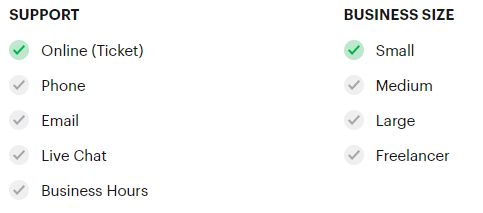 SUPPORT
Online (Ticket)
Phone
Email
Live Chat
Business Hours
BUSINESS SIZE
Small
Medium
Large
Freelancer